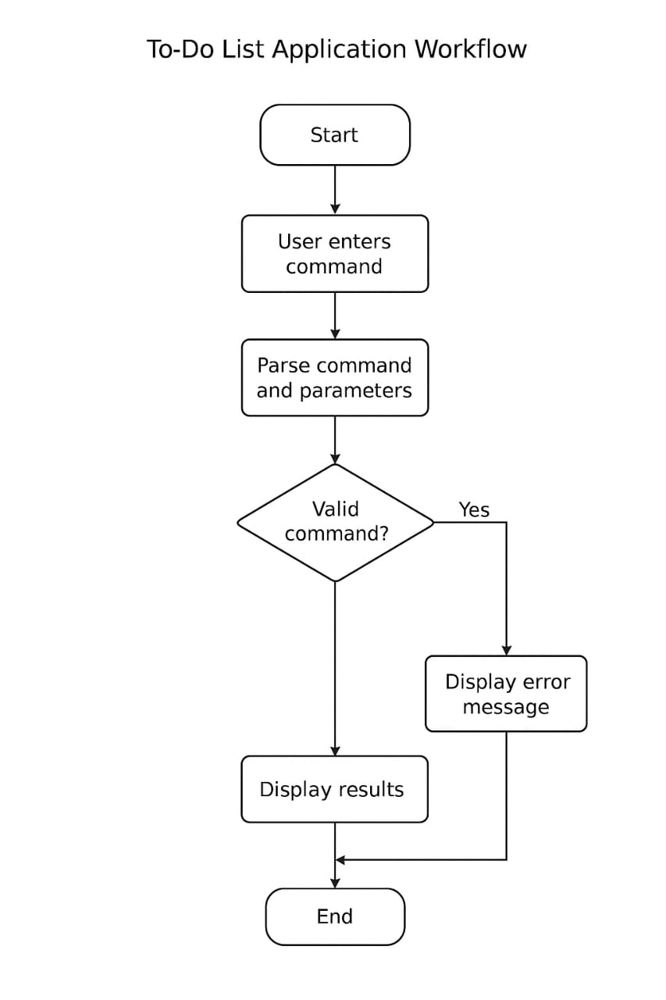 To-Do List Application Workflow
Start
User enters
command
Parse command
and parameters
Valid
command?
Yes
Display error
message
Display results
End